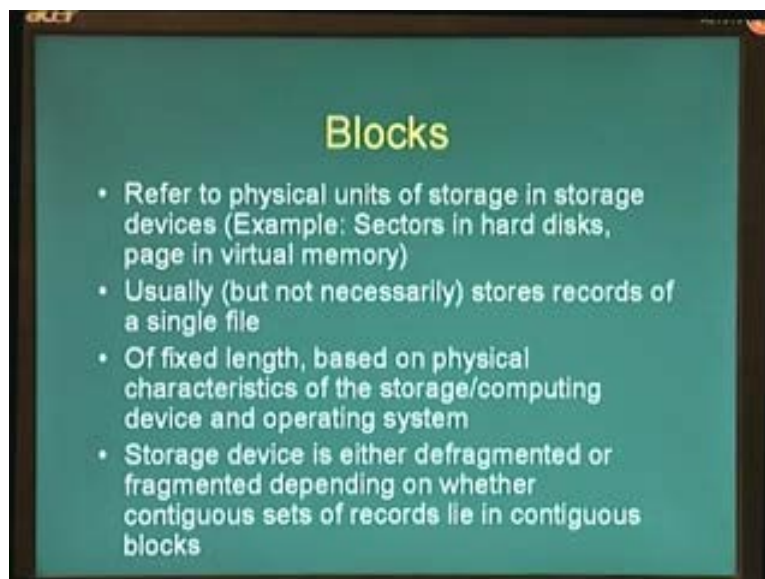 acer
Blocks
• Refer to physical units of storage in storage
devices (Example: Sectors in hard disks,
page in virtual memory)
• Usually (but not necessarily) stores records of
a single file
• Of fixed length, based on physical
characteristics of the storage/computing
device and operating system
• Storage device is either defragmented or
fragmented depending on whether
contiguous sets of records lie in contiguous
blocks